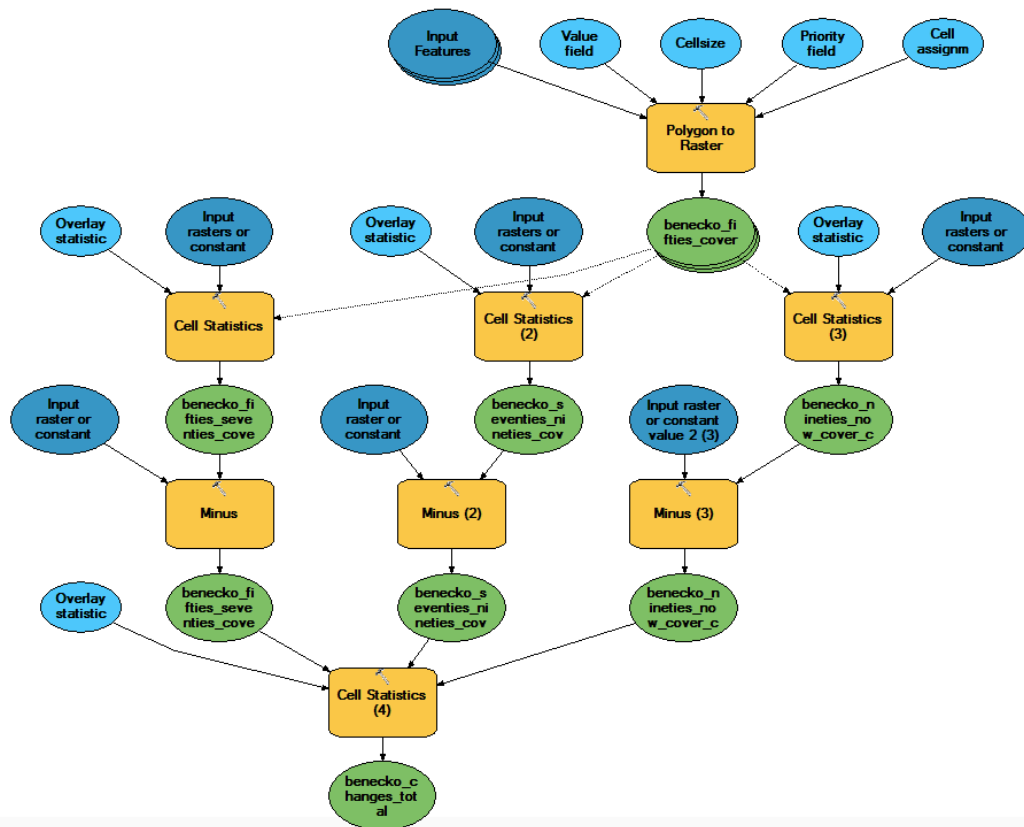 Input
Features
Value
field
Cellsize
Priority
field
Cell
assignm
Polygon to
Raster
Overlay
statistic
Input
rasters or
constant
Overlay
statistic
Input
rasters or
constant
benecko_fi
fties_cover
Overlay
statistic
Input
rasters or
constant
Cell Statistics
Cell Statistics
(2)
Cell Statistics
(3)
Input
raster or
constant
benecko_fi
fties_seve
nties_cove
Input
raster or
constant
benecko_s
eventies_ni
neties_cov
Input raster
or constant
value 2 (3)
benecko_n
ineties_no
w_cover_c
Minus
Minus (2)
Minus (3)
Overlay
statistic
benecko_fi
fties_seve
nties_cove
benecko_s
eventies_ni
neties_cov
benecko_n
ineties_no
w_cover_c
Cell Statistics
(4)
benecko_c
hanges_tot
al